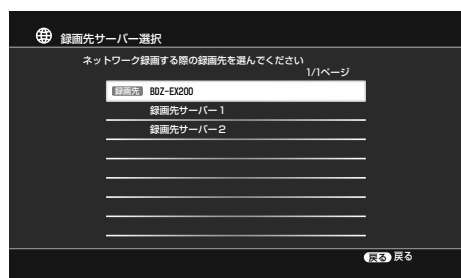 録画先サーバー選択
ネットワーク録画する際の録画先を選んでください
1/1ページ
録画先 BDZ-EX200
録画先サーバー1
録画先サーバー2
戻る 戻る